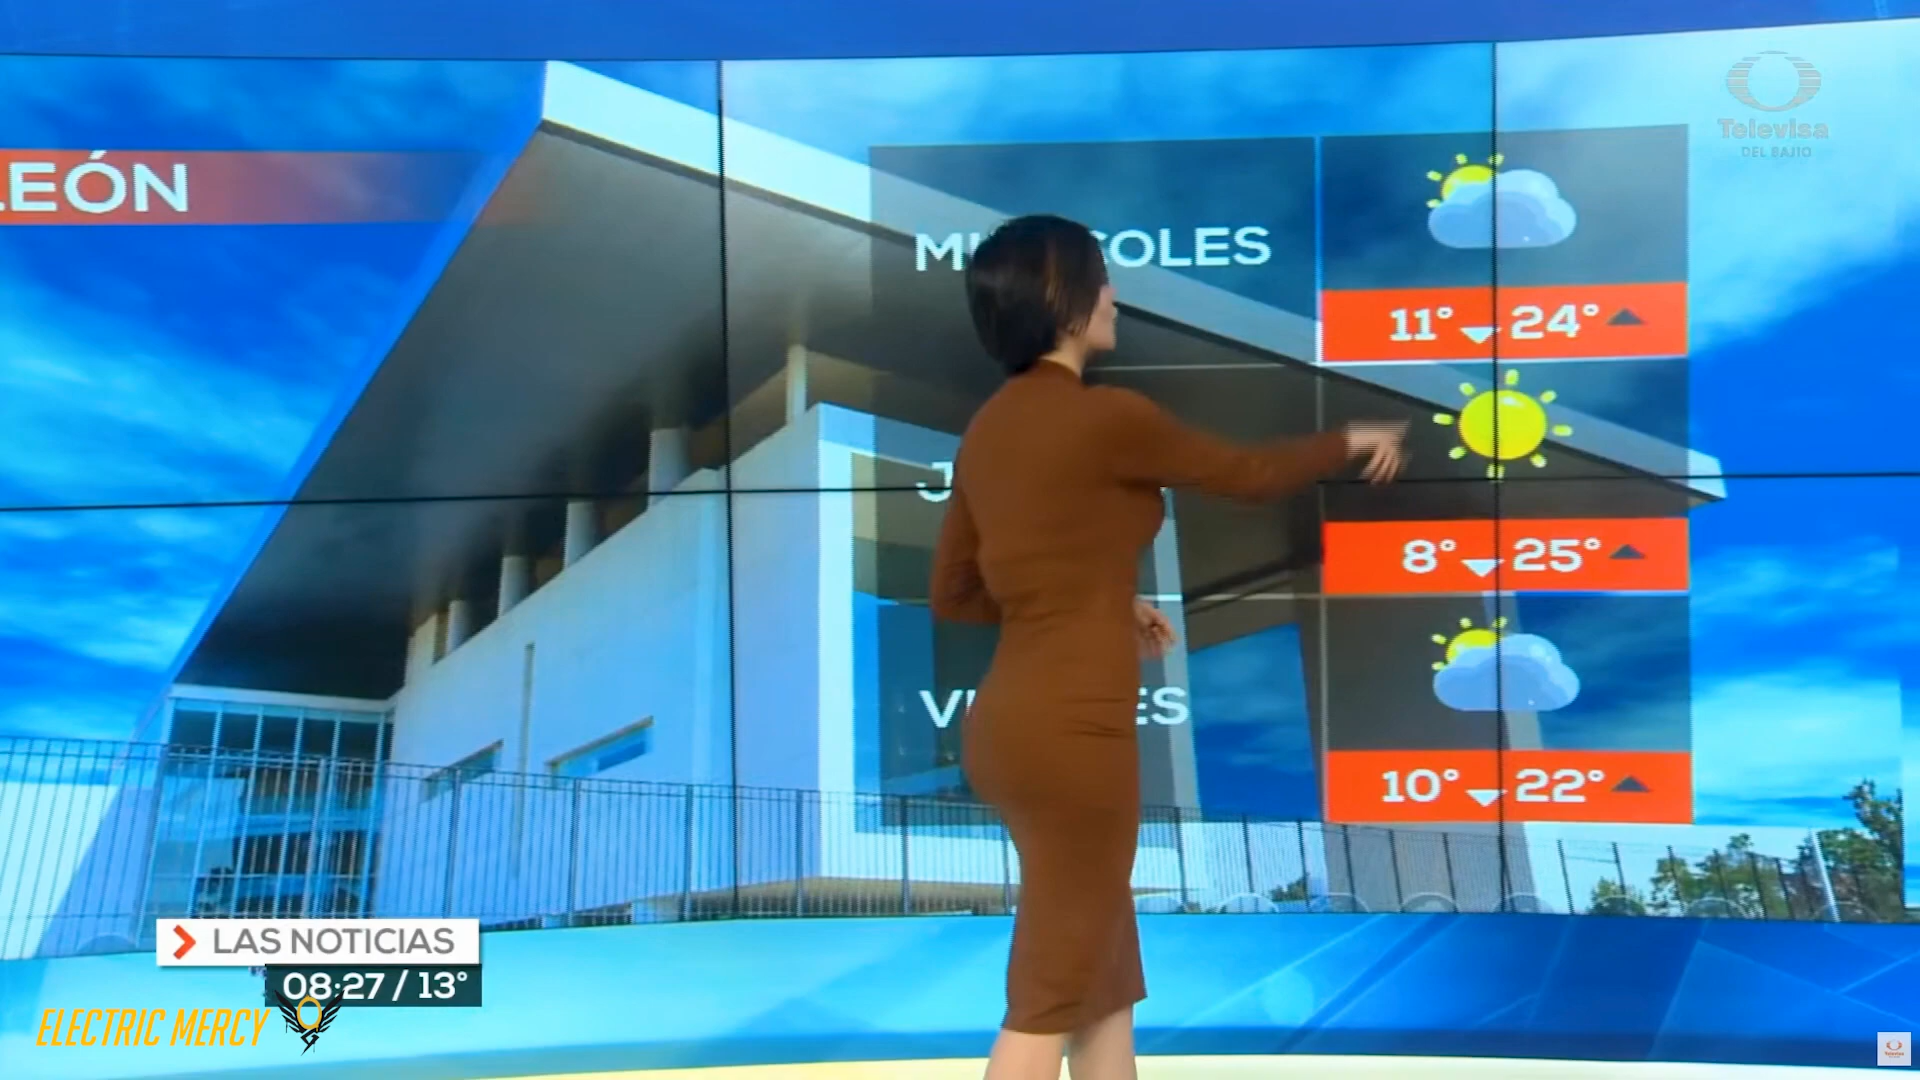 LEÓN
Televisa
DEL BAJIO
11° 24°
8° 25°
10° 22°
LAS NOTICIAS
08:27 / 13°
ELECTRIC MERCY